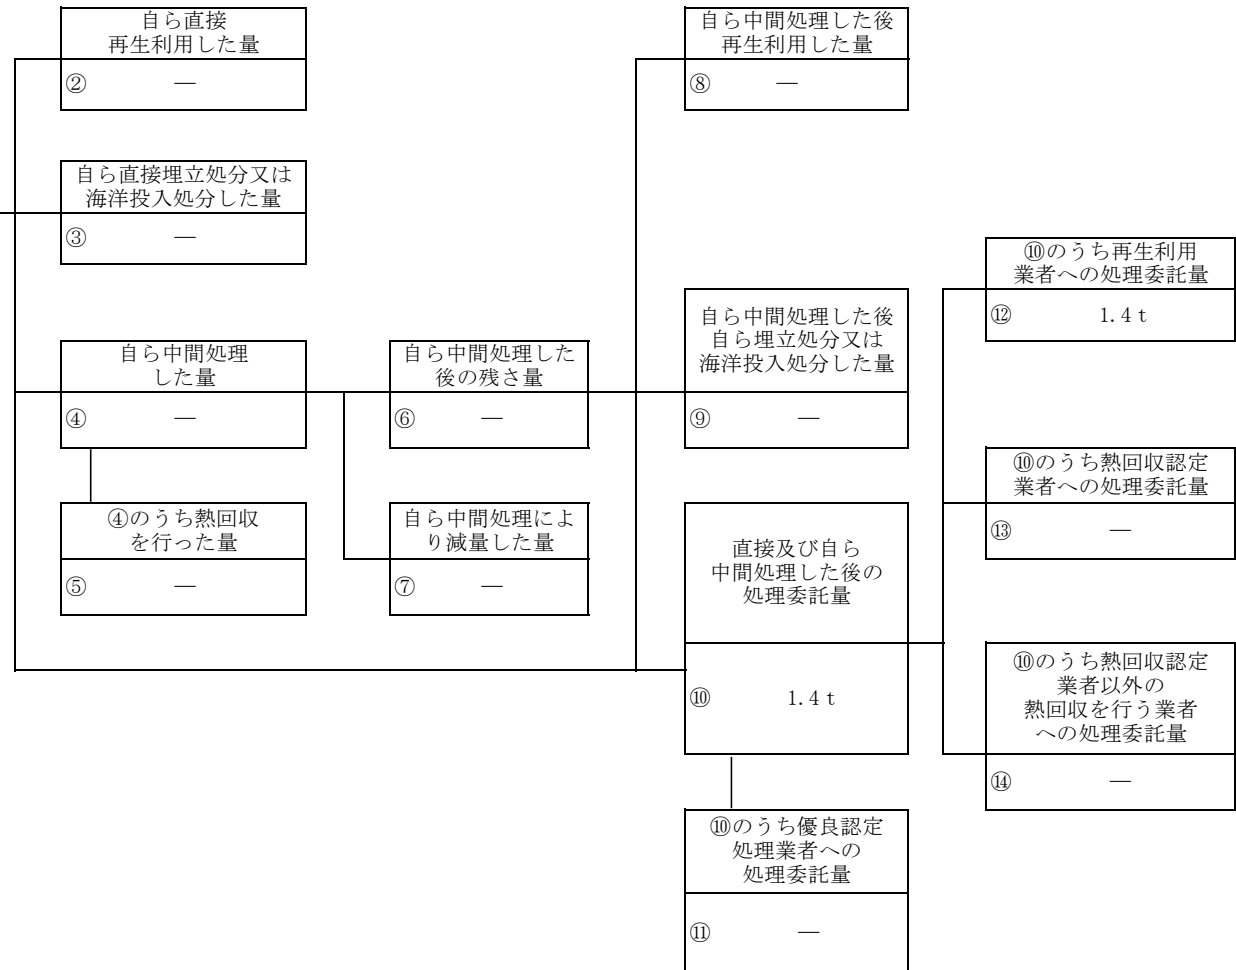 自ら直接
再生利用した量
② ―
自ら直接埋立処分又は
海洋投入処分した量
③ ―
自ら中間処理
した量
④ ―
④のうち熱回収
を行った量
⑤ ―
自ら中間処理した
後の残さ量
⑥ ―
自ら中間処理によ
り減量した量
⑦ ―
自ら中間処理した後
再生利用した量
⑧ ―
自ら中間処理した後
自ら埋立処分又は
海洋投入処分した量
⑨ ―
直接及び自ら
中間処理した後の
処理委託量
⑩ 1.4 t
⑩のうち優良認定
処理業者への
処理委託量
⑪ ―
⑩のうち再生利用
業者への処理委託量
⑫ 1.4 t
⑩のうち熱回収認定
業者への処理委託量
⑬ ―
⑩のうち熱回収認定
業者以外の
熱回収を行う業者
への処理委託量
⑭ ―